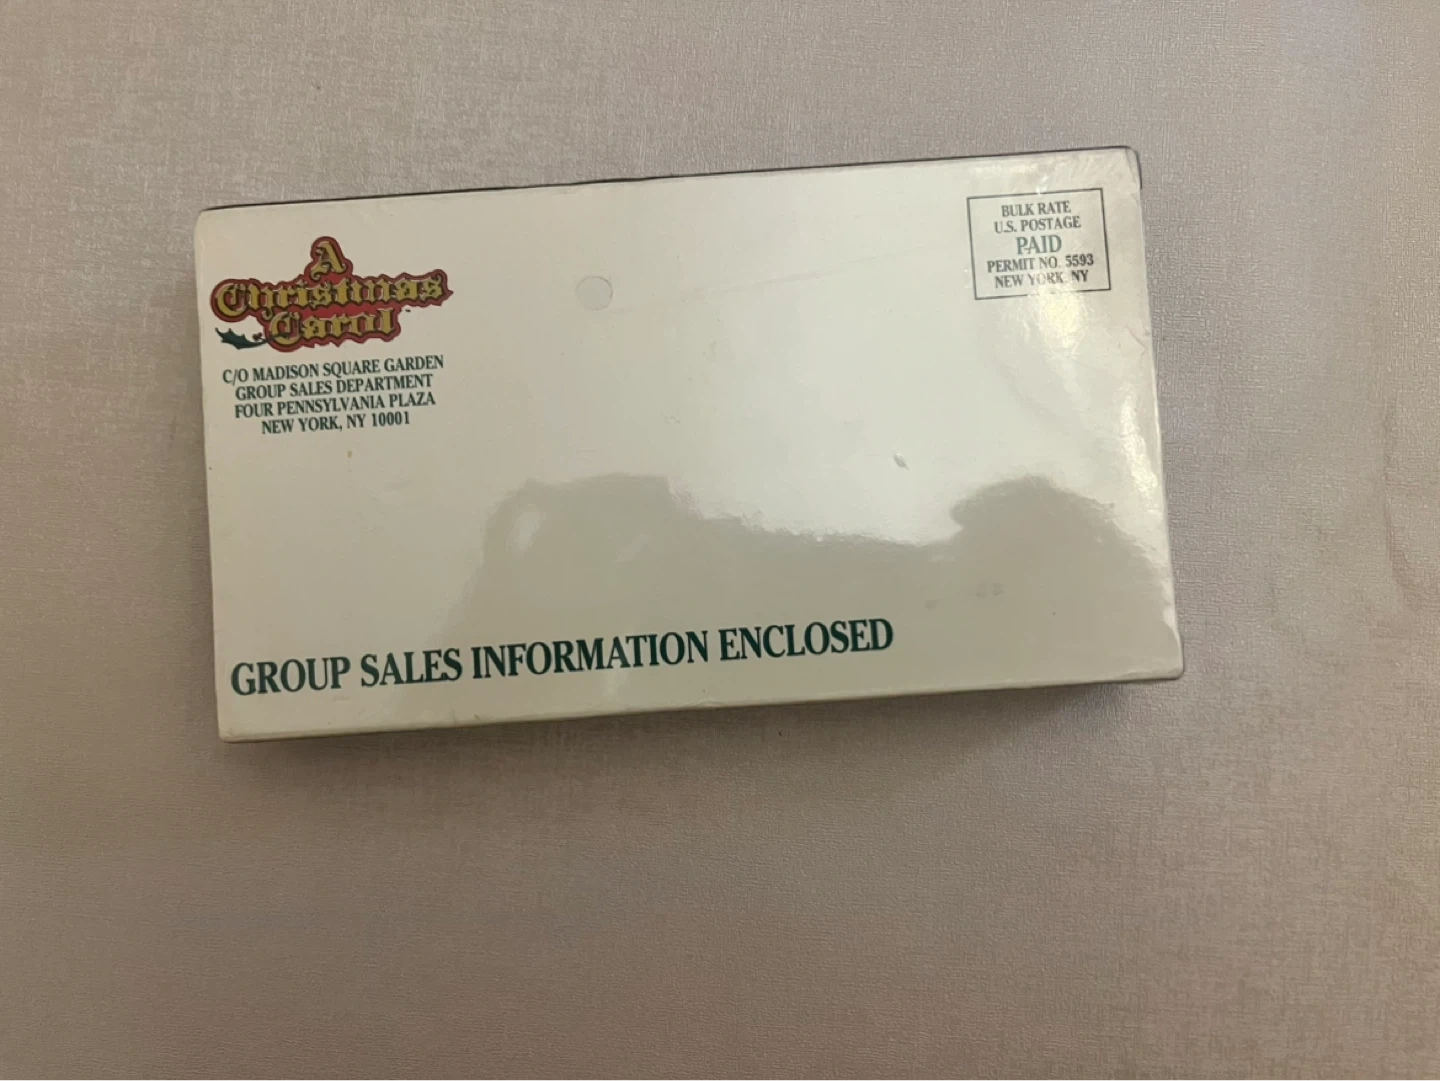 A
Christmas
Carol
C/O MADISON SQUARE GARDEN
GROUP SALES DEPARTMENT
FOUR PENNSYLVANIA PLAZA
NEW YORK, NY 10001
BULK RATE
U.S. POSTAGE
PAID
PERMIT NO. 5593
NEW YORK, NY
GROUP SALES INFORMATION ENCLOSED